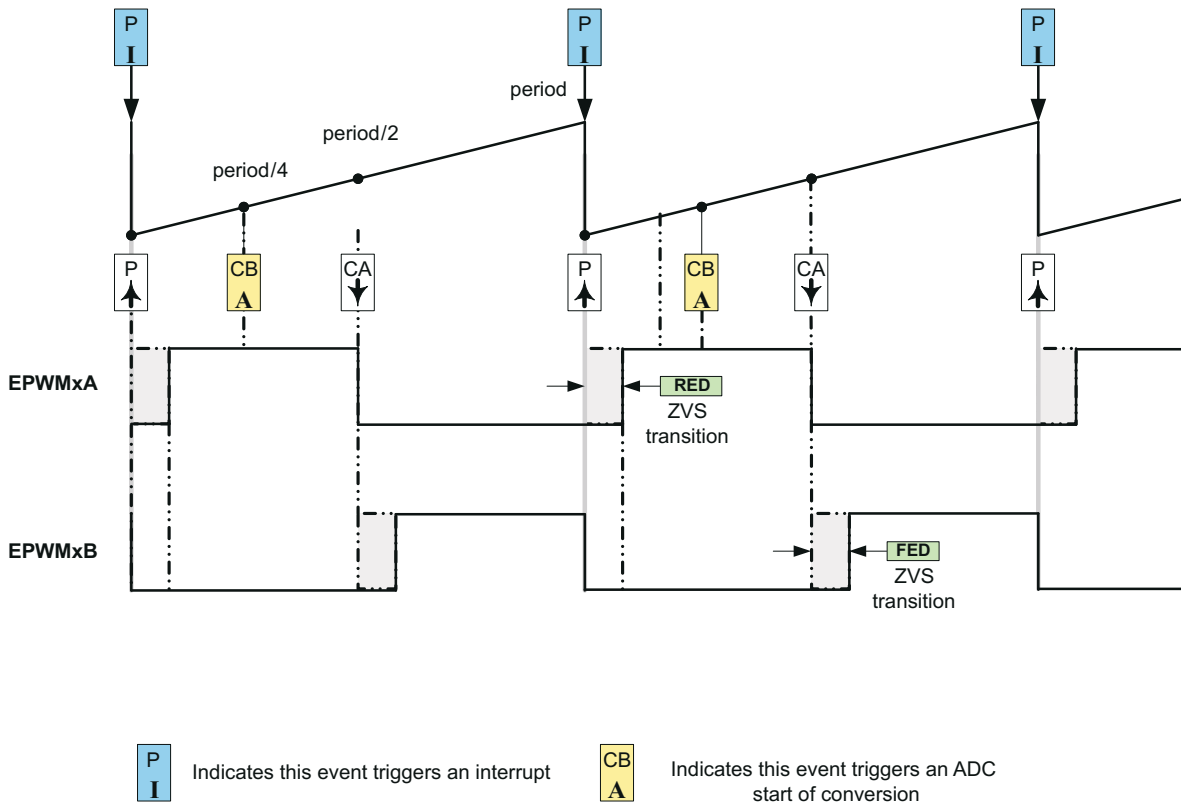 P
I
P
I
P
I
period
period/2
period/4
P
CB
A
CA
P
CB
A
CA
P
EPWMxA
RED
ZVS
transition
EPWMxB
FED
ZVS
transition
P
I
Indicates this event triggers an interrupt
CB
A
Indicates this event triggers an ADC
start of conversion